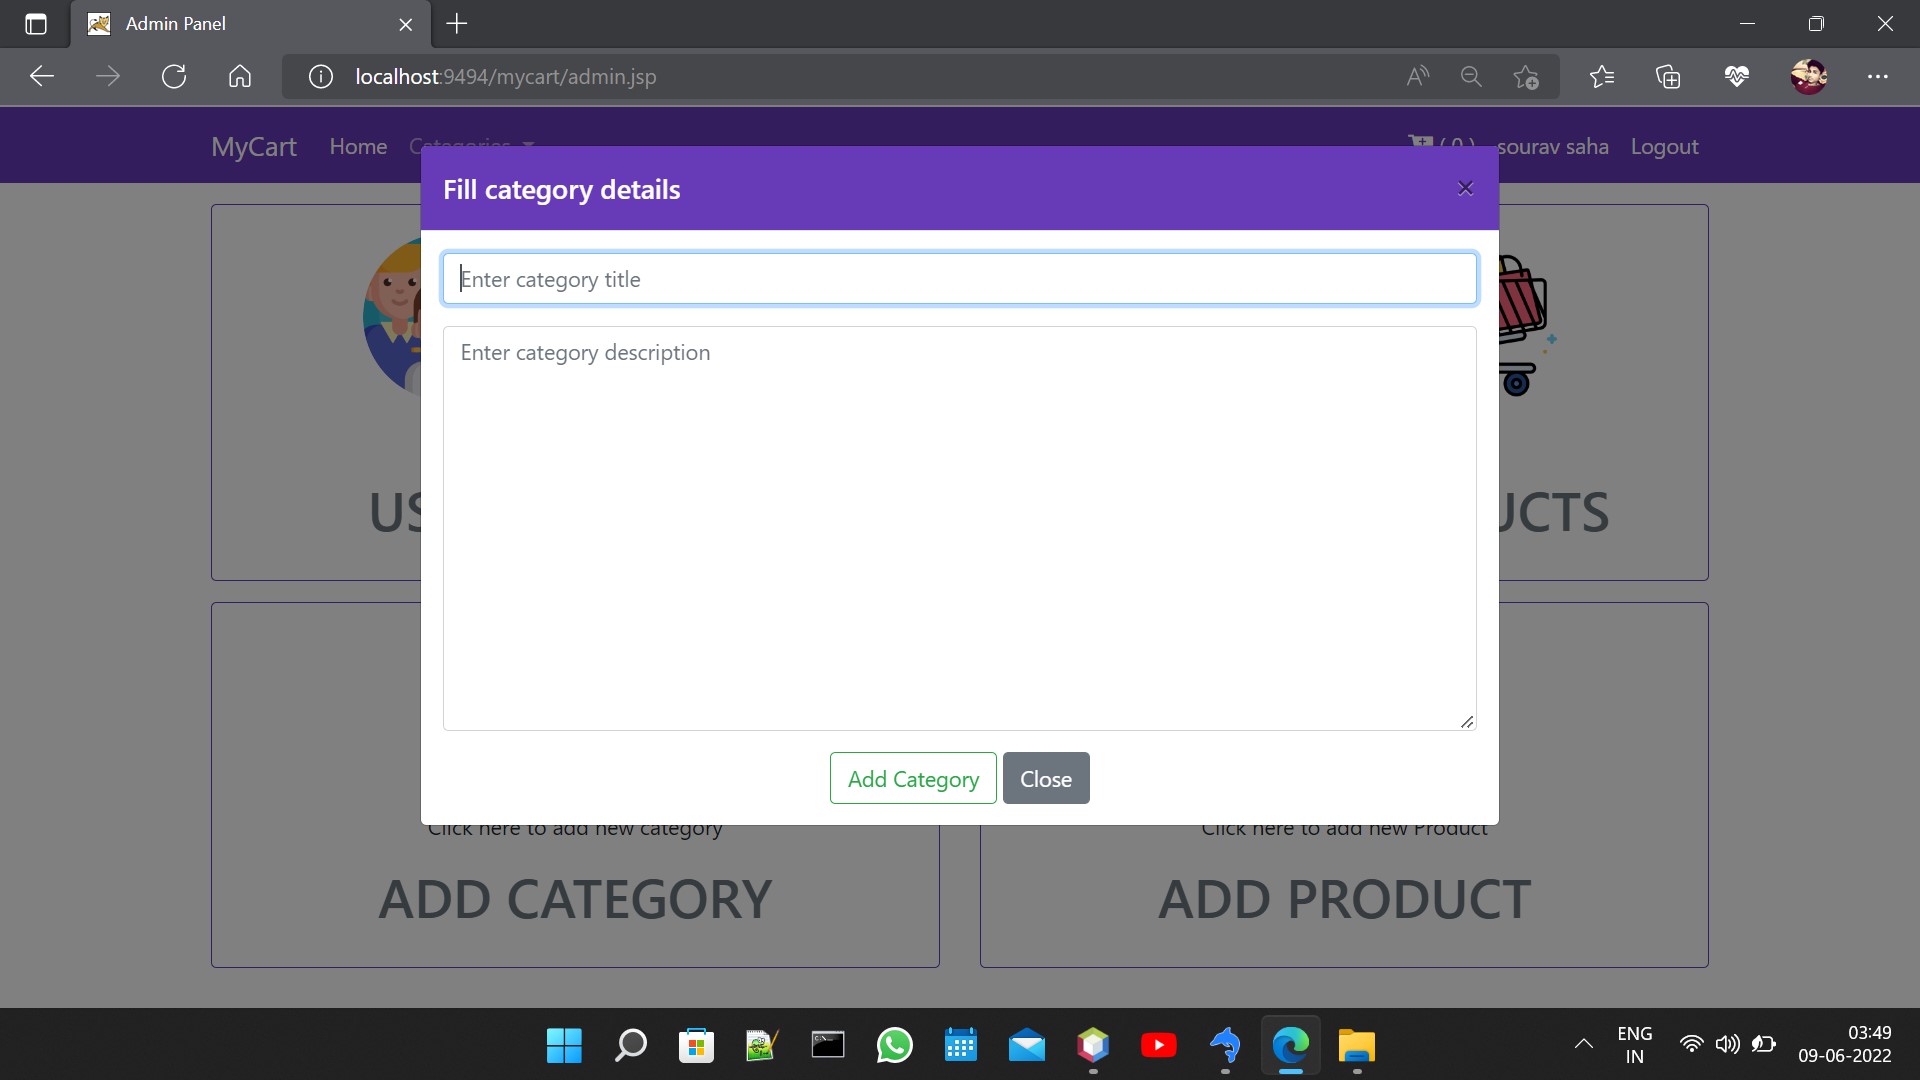 Admin Panel
localhost:9494/mycart/admin.jsp
MyCart Home Categories ( 0 ) sourav saha Logout
Fill category details ×
Enter category title
Enter category description
US
UCTS
Add Category Close
Click here to add new category
Click here to add new Product
ADD CATEGORY
ADD PRODUCT
ENG
IN
03:49
09-06-2022